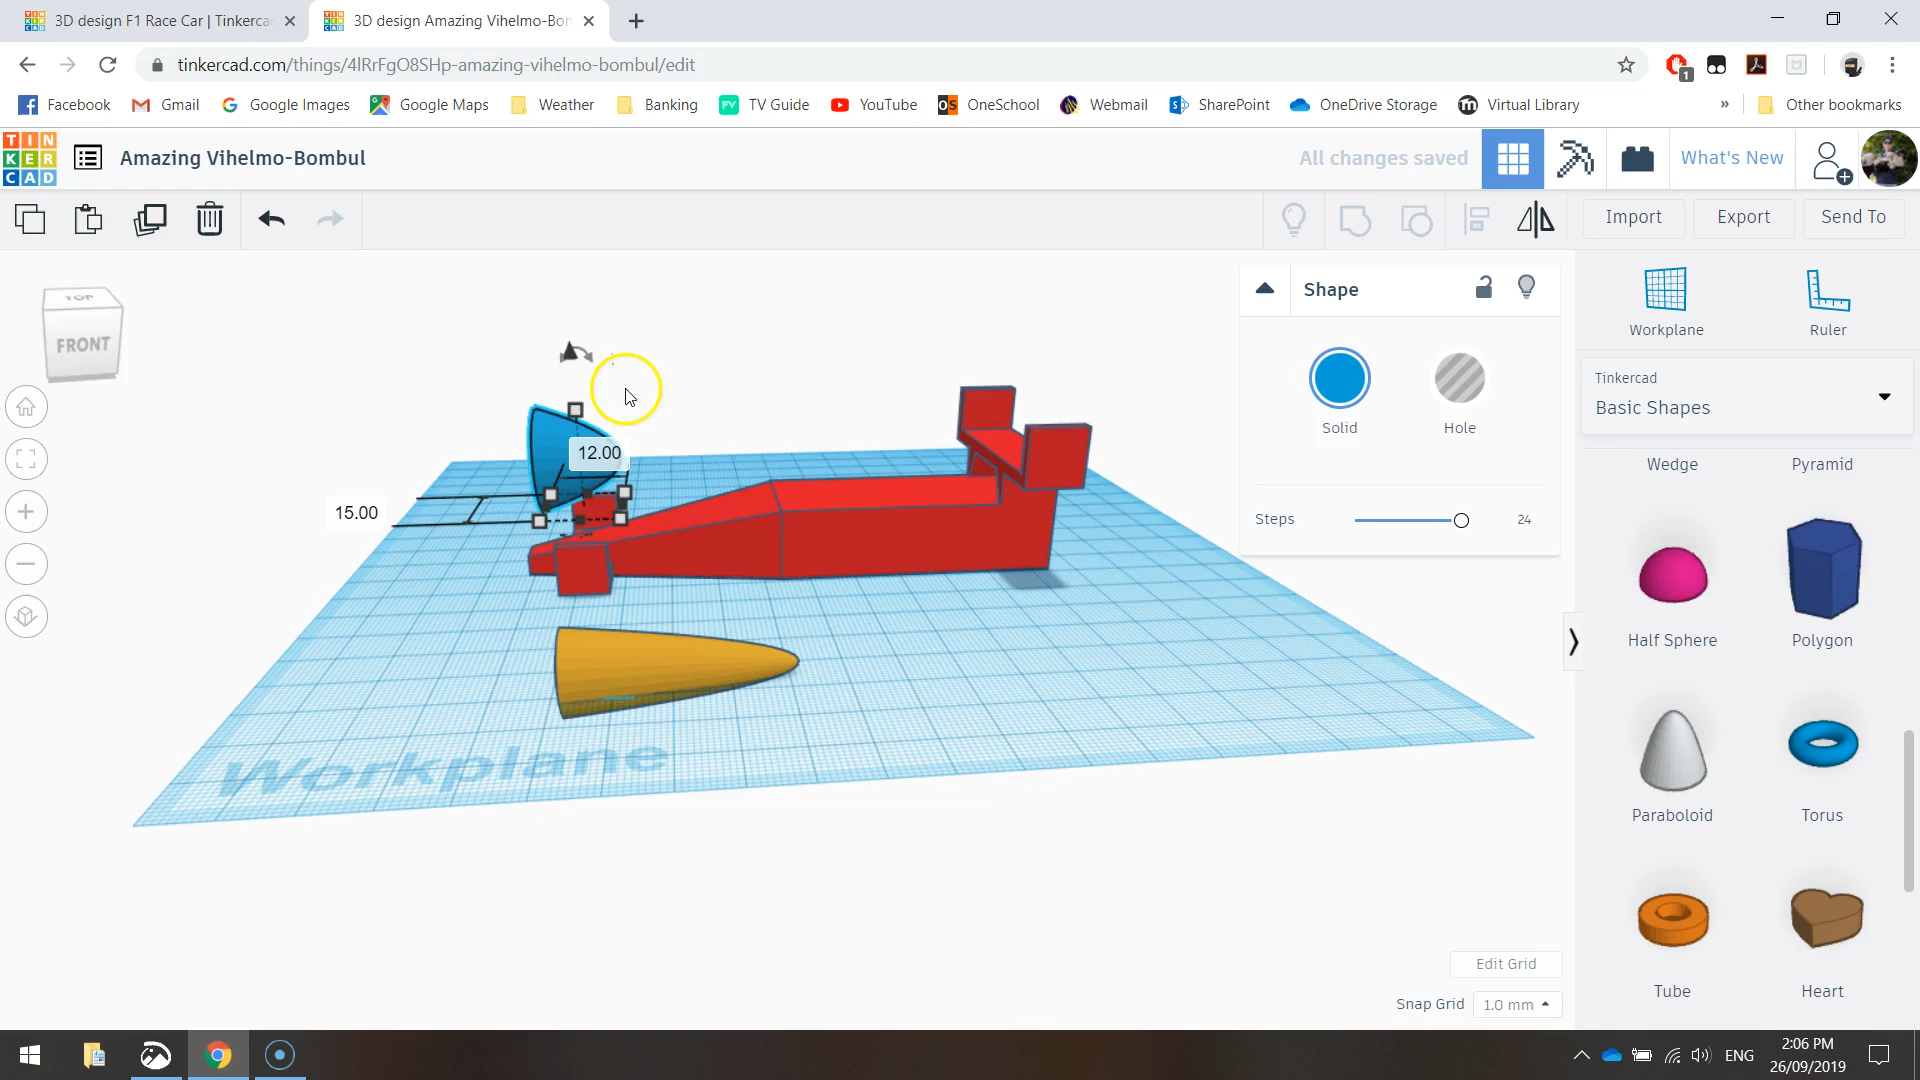 3D design F1 Race Car | Tinkerca
3D design Amazing Vihelmo-Bon
tinkercad.com/things/4lRrFgO8SHp-amazing-vihelmo-bombul/edit
1
Facebook
Gmail
Google Images
Google Maps
Weather
Banking
TV Guide
YouTube
OneSchool
Webmail
SharePoint
OneDrive Storage
Virtual Library
»
Other bookmarks
TIN
KER
CAD
Amazing Vihelmo-Bombul
All changes saved
What's New
Import
Export
Send To
TOP
FRONT
Shape
Solid
Hole
Steps
24
12.00
15.00
Workplane
Workplane
Ruler
Tinkercad
Basic Shapes
Wedge
Pyramid
Half Sphere
Polygon
Paraboloid
Torus
Tube
Heart
Edit Grid
Snap Grid
1.0 mm
ENG
2:06 PM
26/09/2019